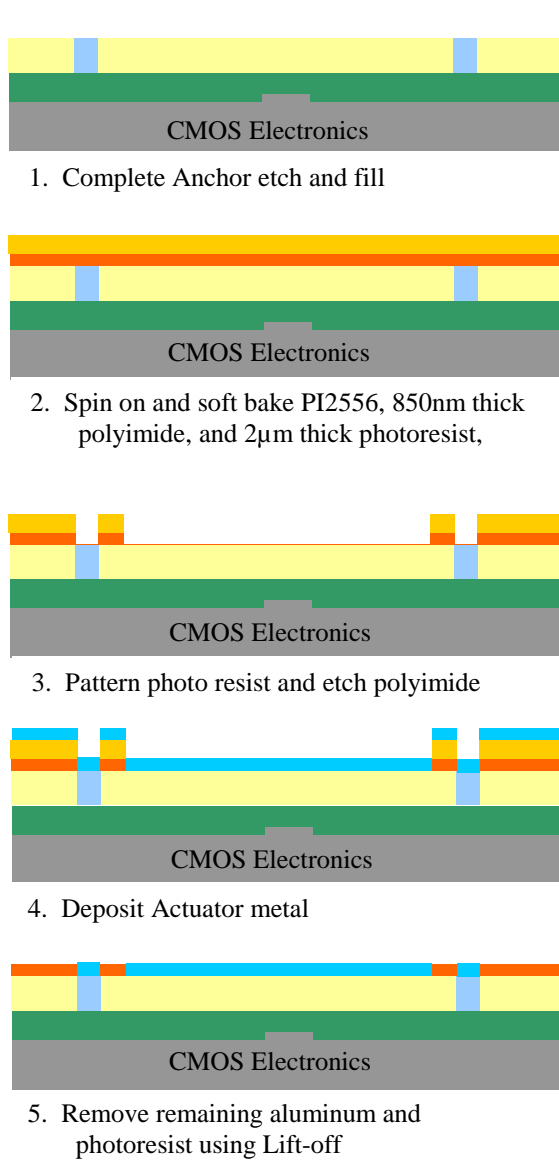 CMOS Electronics
1. Complete Anchor etch and fill
CMOS Electronics
2. Spin on and soft bake PI2556, 850nm thick
polyimide, and 2µm thick photoresist,
CMOS Electronics
3. Pattern photo resist and etch polyimide
CMOS Electronics
4. Deposit Actuator metal
CMOS Electronics
5. Remove remaining aluminum and
photoresist using Lift-off